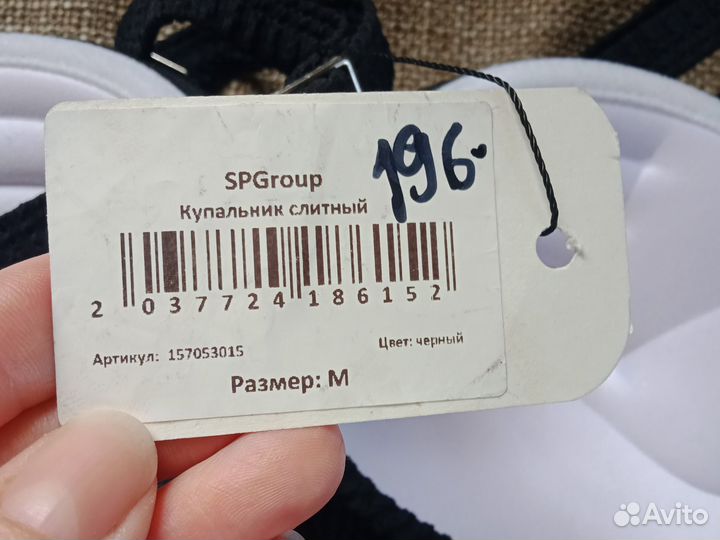 196.
SPGroup
Купальник слитный
2 037724 186152
Артикул: 157053015
Цвет: черный
Размер: M
Avito